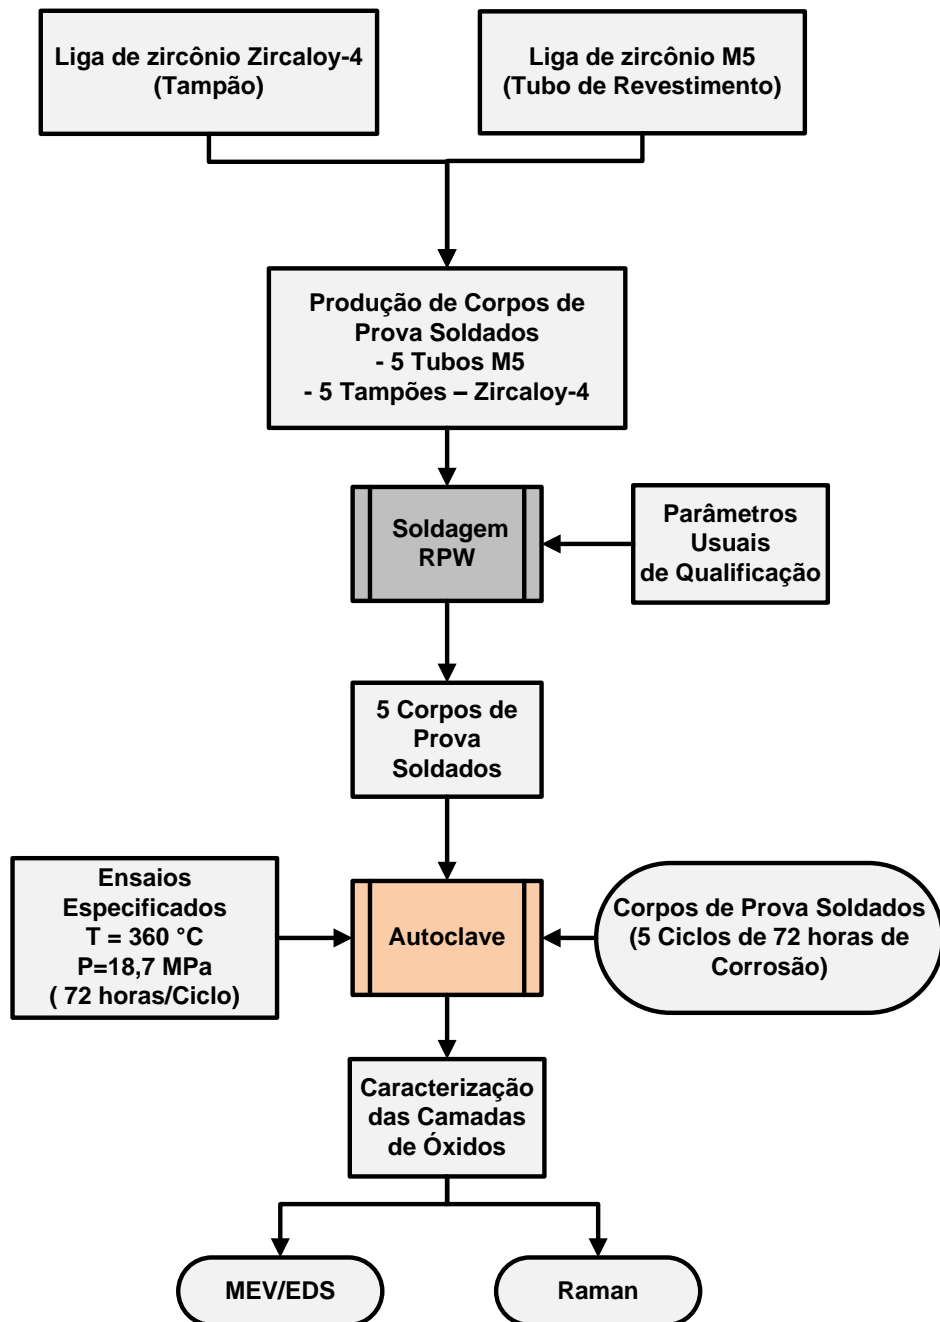 Liga de zircônio Zircaloy-4
(Tampão)
Liga de zircônio M5
(Tubo de Revestimento)
Produção de Corpos de
Prova Soldados
- 5 Tubos M5
- 5 Tampões – Zircaloy-4
Soldagem
RPW
Parâmetros
Usuais
de Qualificação
5 Corpos de
Prova
Soldados
Ensaios
Especificados
T = 360 °C
P=18,7 MPa
( 72 horas/Ciclo)
Autoclave
Corpos de Prova Soldados
(5 Ciclos de 72 horas de
Corrosão)
Caracterização
das Camadas
de Óxidos
MEV/EDS
Raman